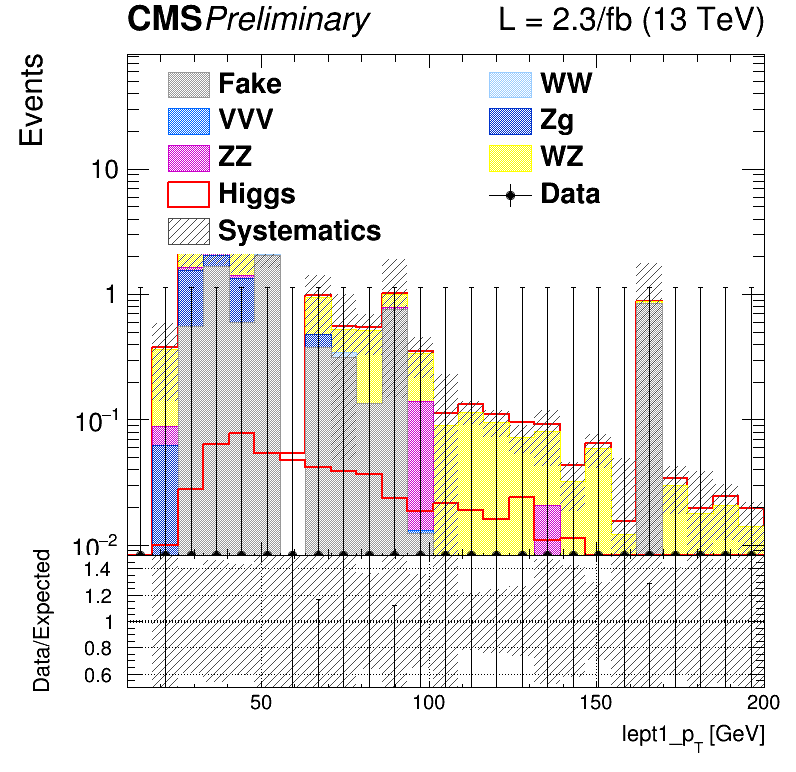 CMS Preliminary L = 2.3/fb (13 TeV)
Events
Fake WW
VVV Zg
ZZ WZ
Higgs Data
Systematics
10
1
10⁻¹
10⁻²
Data/Expected
1.4
1.2
1
0.8
0.6
50 100 150 200
lept1_p_T [GeV]